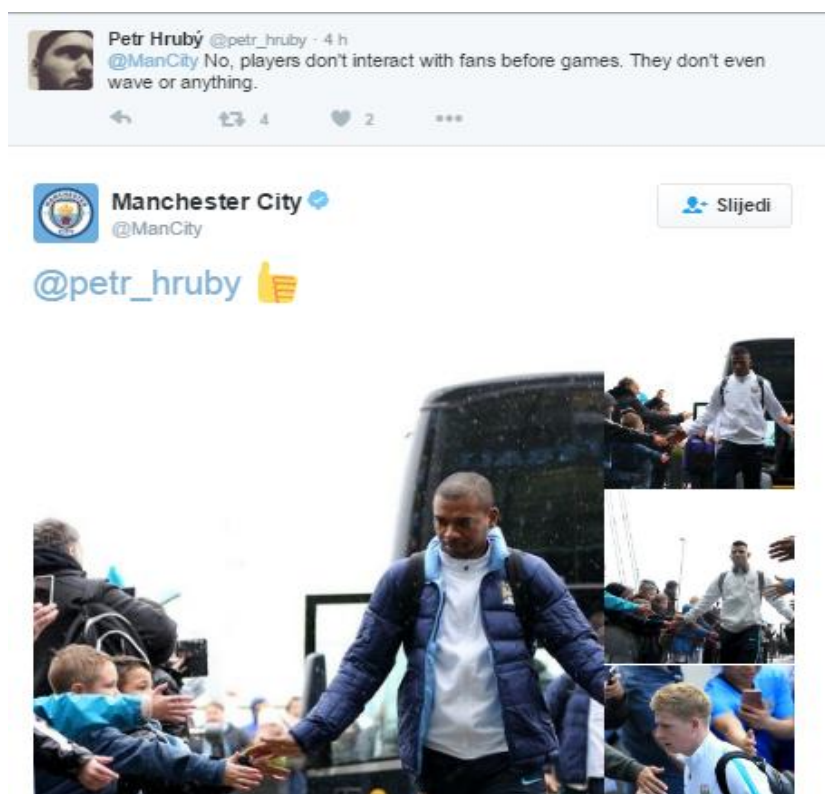 Petr Hrubý @petr_hruby · 4 h
@ManCity No, players don't interact with fans before games. They don't even
wave or anything.
4 2
Manchester City
@ManCity
Slijedi
@petr_hruby